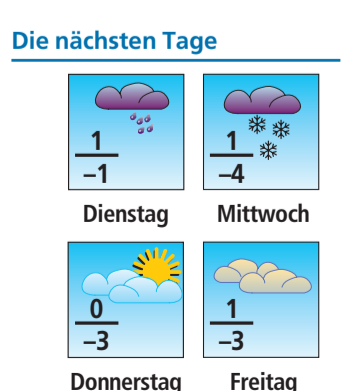 Die nächsten Tage
1 1
–1 –4
Dienstag Mittwoch
0 1
–3 –3
Donnerstag Freitag